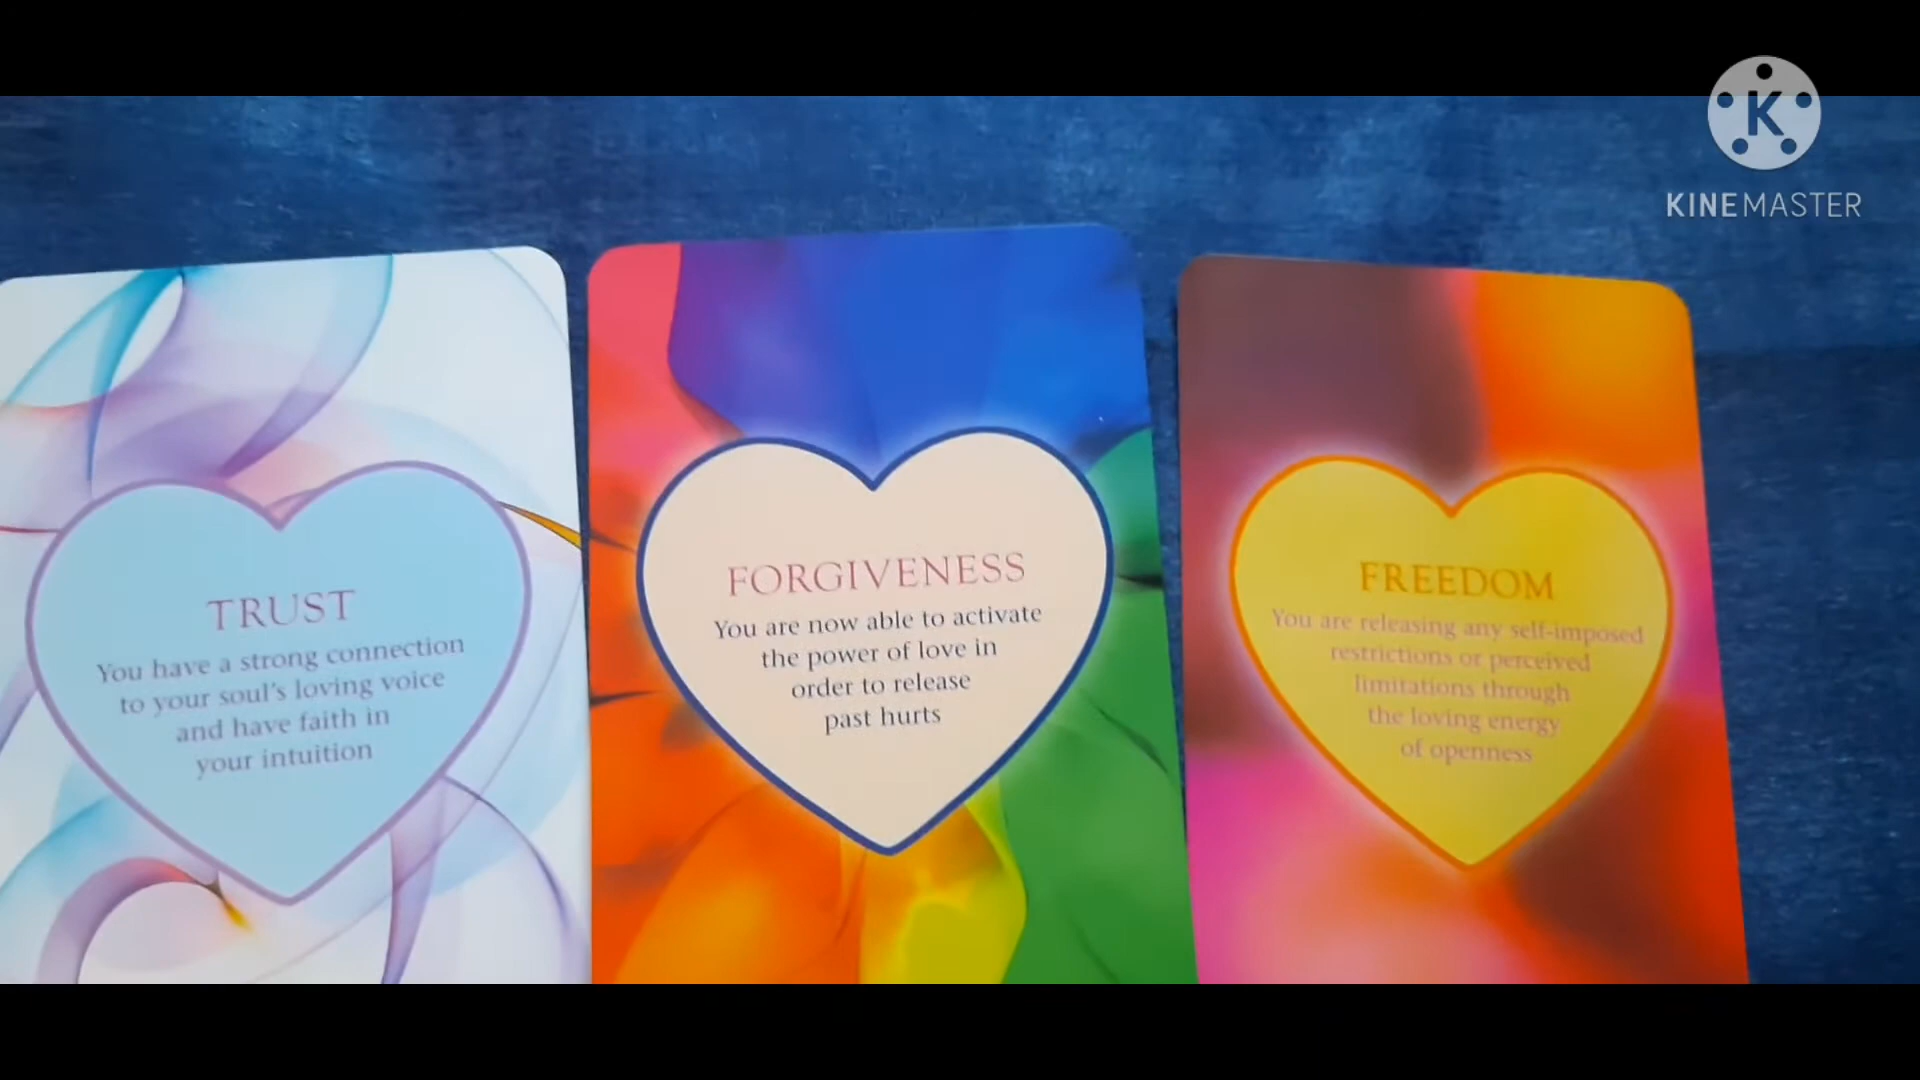 K
KINEMASTER
TRUST
You have a strong connection
to your soul's loving voice
and have faith in
your intuition
FORGIVENESS
You are now able to activate
the power of love in
order to release
past hurts
FREEDOM
You are releasing any self-imposed
restrictions or perceived
limitations through
the loving energy
of openness